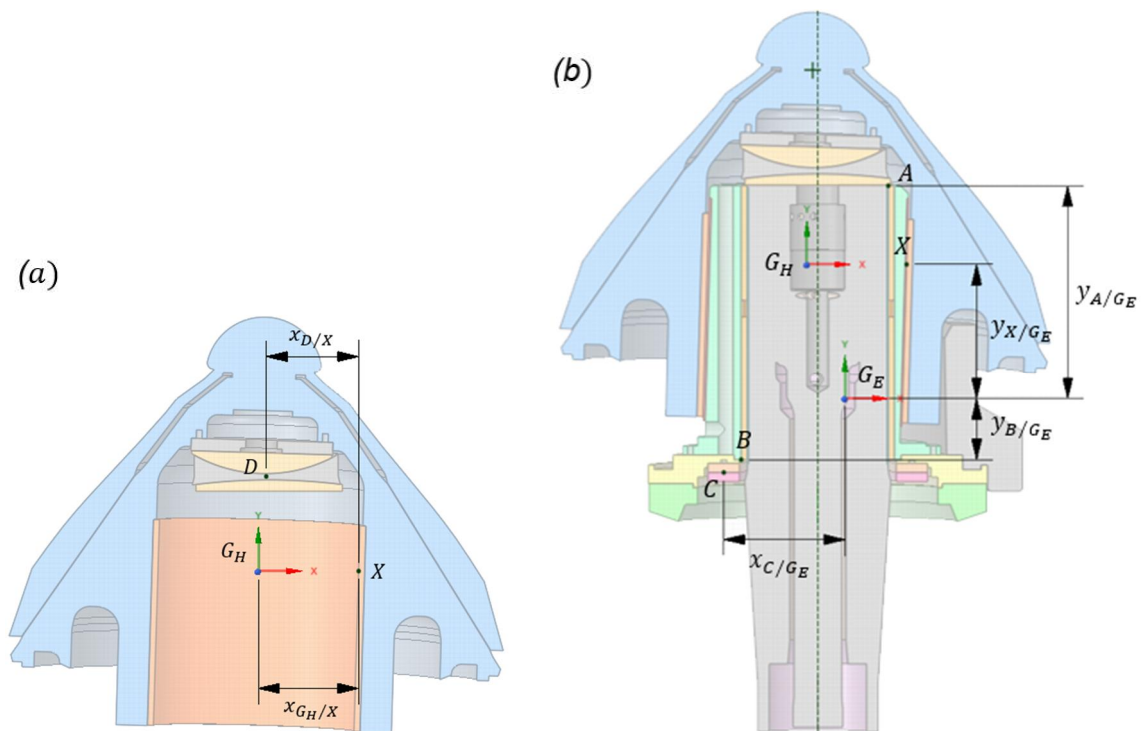 (a)
x_{D/X}
D
Y
G_H
X
X
x_{G_H/X}
(b)
A
Y
X
G_H
X
y_{A/G_E}
y_{X/G_E}
Y
G_E
X
y_{B/G_E}
B
C
x_{C/G_E}